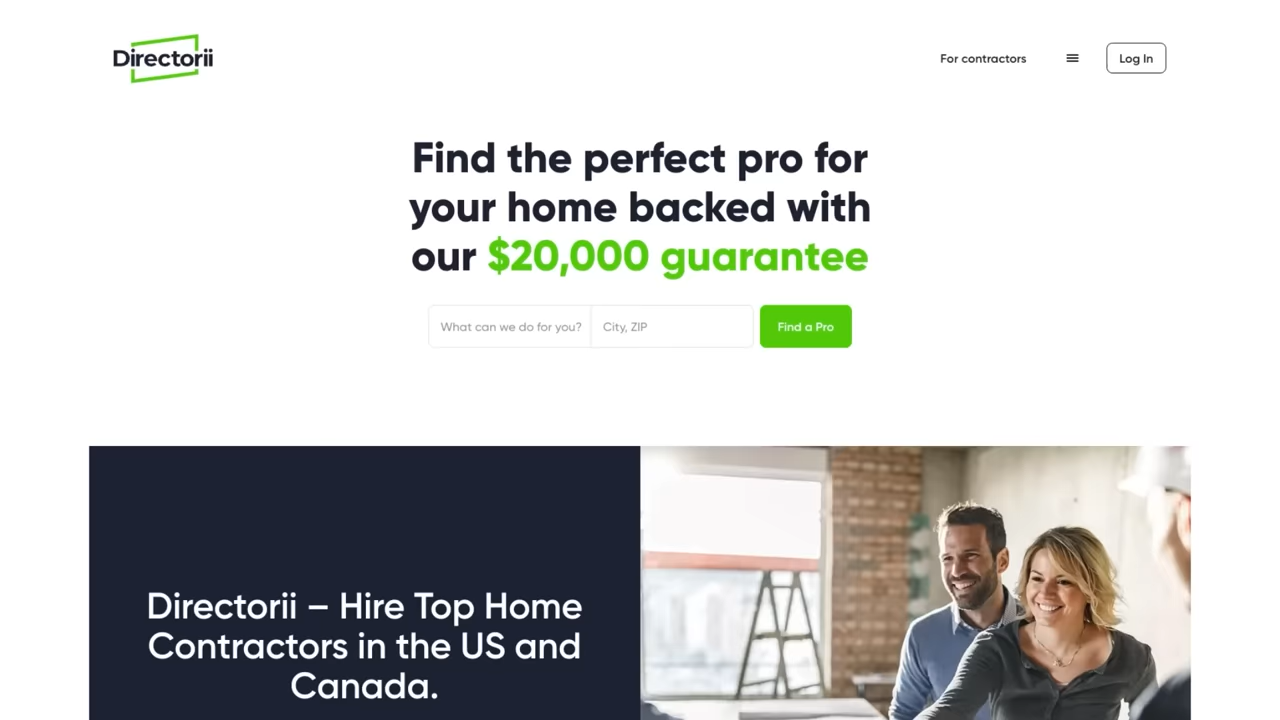 Directorii
For contractors
Log In
Find the perfect pro for
your home backed with
our $20,000 guarantee
What can we do for you?
City, ZIP
Find a Pro
Directorii – Hire Top Home
Contractors in the US and
Canada.